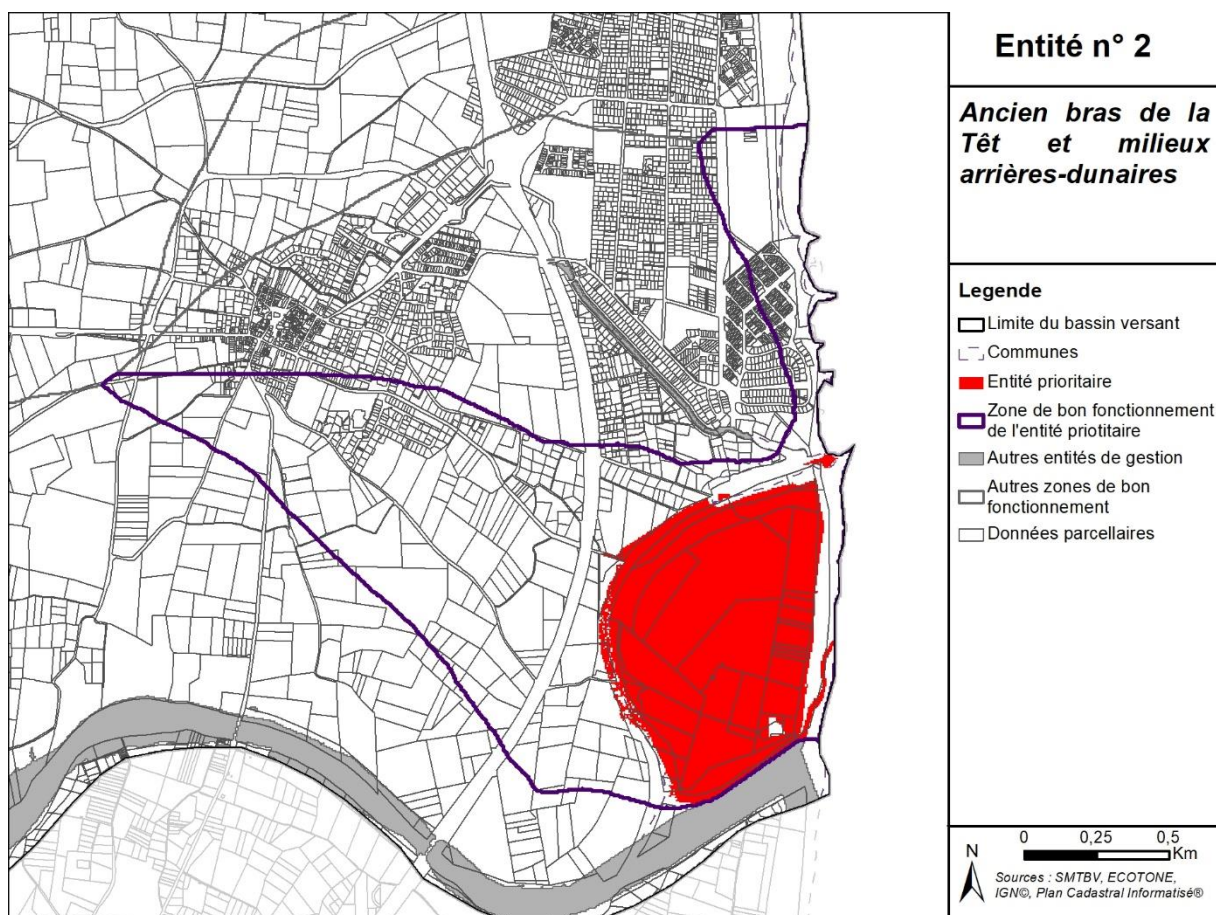 Entité n° 2
Ancien bras de la
Têt et milieux
arrières-dunaires
Legende
Limite du bassin versant
Communes
Entité prioritaire
Zone de bon fonctionnement
de l'entité priotitaire
Autres entités de gestion
Autres zones de bon
fonctionnement
Données parcellaires
N
0 0,25 0,5
Km
Sources : SMTBV, ECOTONE,
IGN©, Plan Cadastral Informatisé®